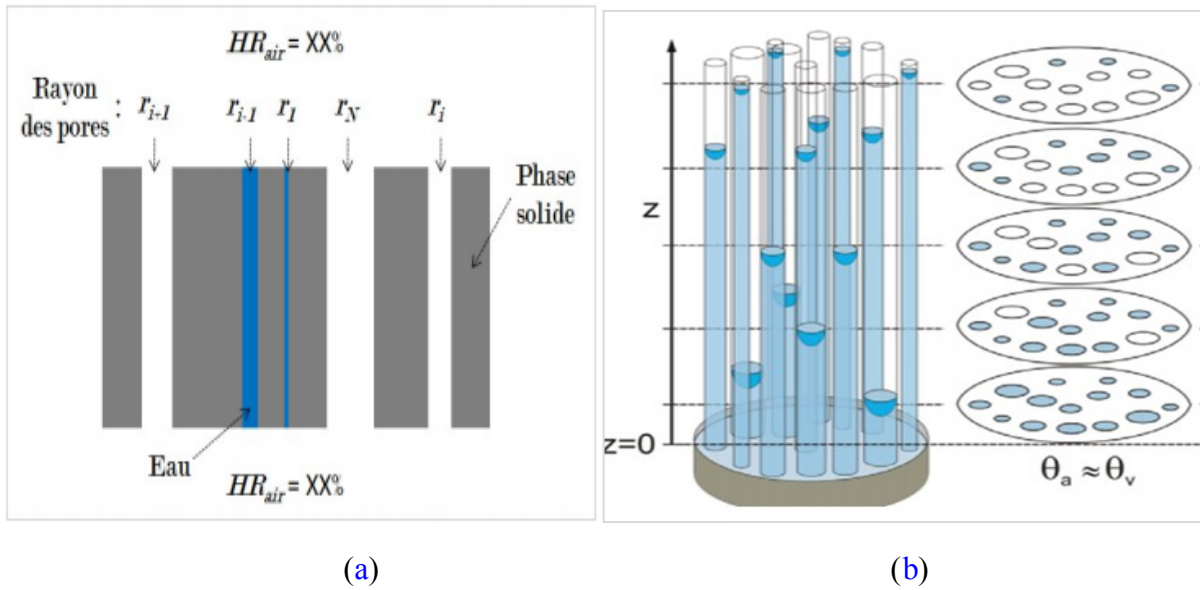 HRair = XX%
Rayon
des pores : ri+1 ri-1 r1 rN ri
Phase
solide
Eau
HRair = XX%
z
z=0
θa ≈ θv
(a)
(b)